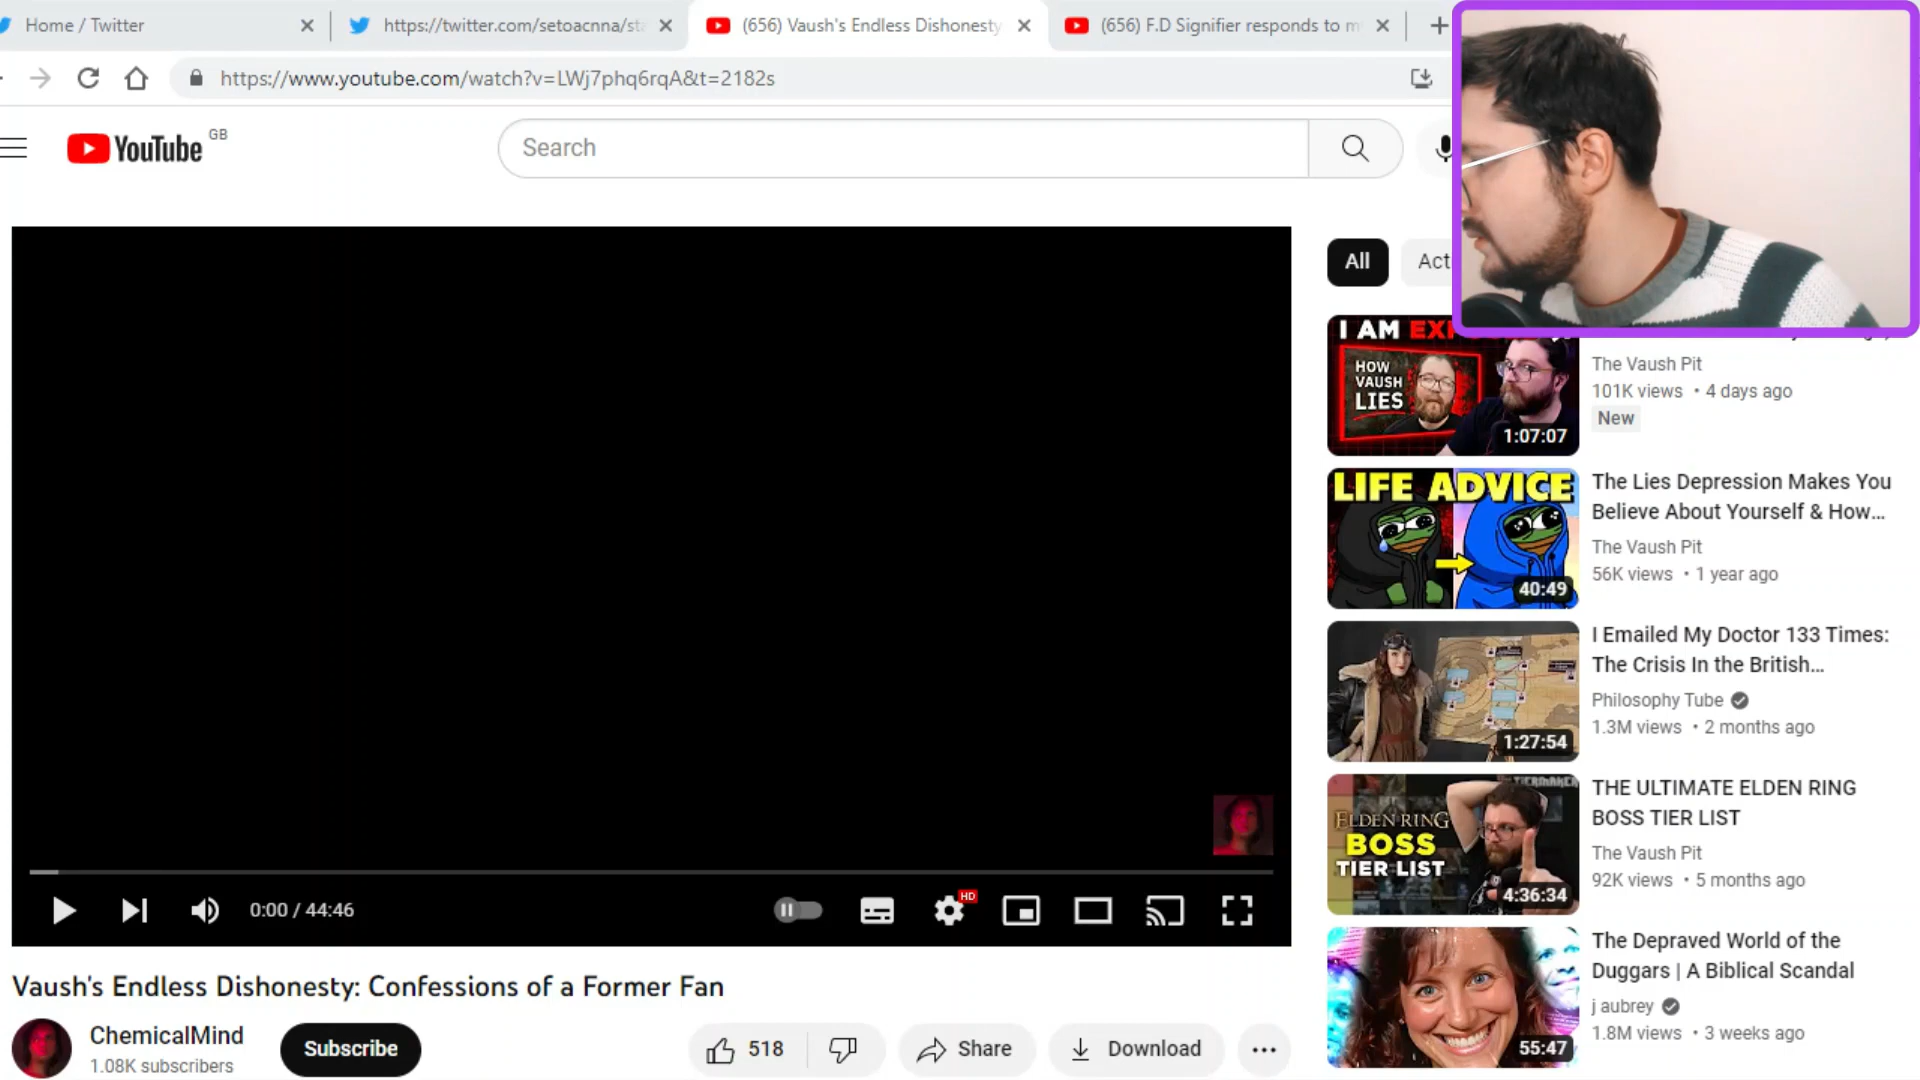 Home / Twitter
https://twitter.com/setoacnna/sta
(656) Vaush's Endless Dishonesty
(656) F.D Signifier responds to m
https://www.youtube.com/watch?v=LWj7phq6rqA&t=2182s
YouTube GB
Search
All
Act
I AM EX
HOW
VAUSH
LIES
1:07:07
The Vaush Pit
101K views • 4 days ago
New
LIFE ADVICE
40:49
The Lies Depression Makes You
Believe About Yourself & How...
The Vaush Pit
56K views • 1 year ago
1:27:54
I Emailed My Doctor 133 Times:
The Crisis In the British...
Philosophy Tube
1.3M views • 2 months ago
TIERMAKER
ELDEN RING
BOSS
TIER LIST
4:36:34
THE ULTIMATE ELDEN RING
BOSS TIER LIST
The Vaush Pit
92K views • 5 months ago
55:47
The Depraved World of the
Duggars | A Biblical Scandal
j aubrey
1.8M views • 3 weeks ago
0:00 / 44:46
HD
Vaush's Endless Dishonesty: Confessions of a Former Fan
ChemicalMind
1.08K subscribers
Subscribe
518
Share
Download